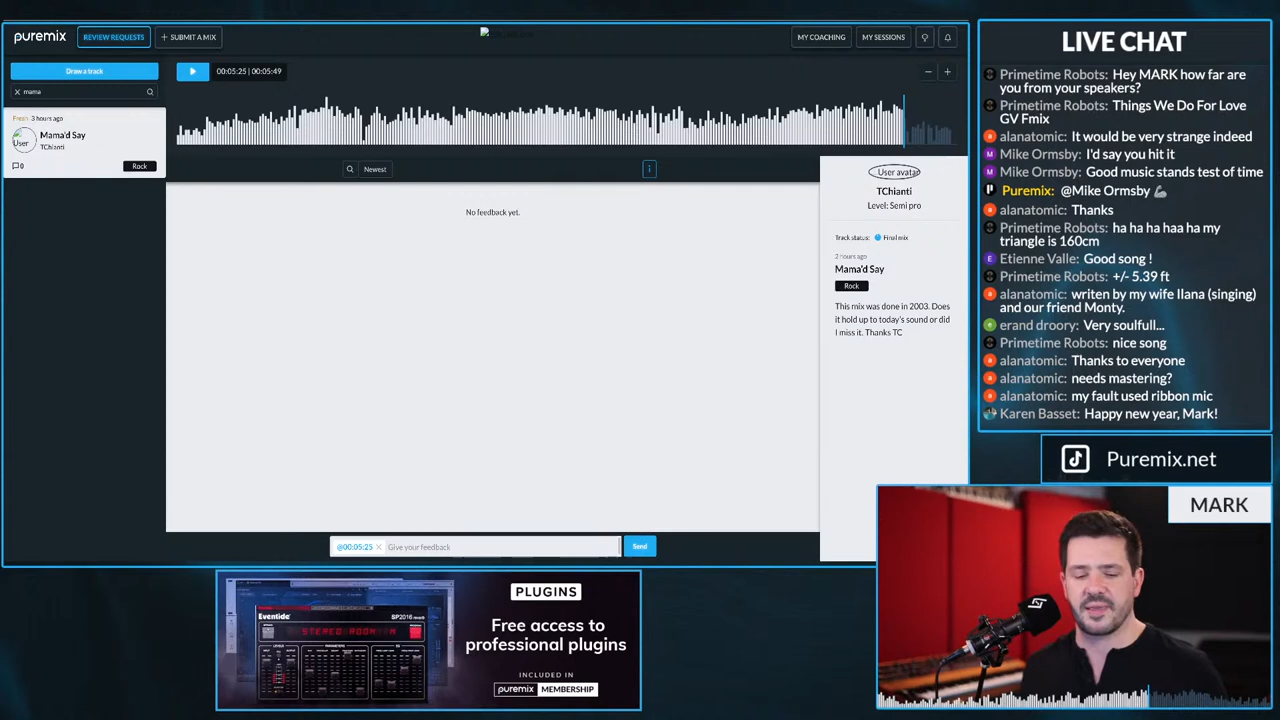 puremix
REVIEW REQUESTS
+ SUBMIT A MIX
MY COACHING
MY SESSIONS
Draw a track
mama
00:05:25 | 00:05:49
Fresh 3 hours ago
User
Mama'd Say
TChianti
0
Rock
Newest
No feedback yet.
User avatar
TChianti
Level: Semi pro
Track status: Final mix
2 hours ago
Mama'd Say
Rock
This mix was done in 2003. Does
it hold up to today's sound or did
I miss it. Thanks TC
@00:05:25 Give your feedback
Send
LIVE CHAT
Primetime Robots: Hey MARK how far are
you from your speakers?
Primetime Robots: Things We Do For Love
GV Fmix
alanatomic: It would be very strange indeed
Mike Ormsby: I'd say you hit it
Mike Ormsby: Good music stands test of time
Puremix: @Mike Ormsby 💪
alanatomic: Thanks
Primetime Robots: ha ha ha haa ha my
triangle is 160cm
Etienne Valle: Good song !
Primetime Robots: +/- 5.39 ft
alanatomic: writen by my wife Ilana (singing)
and our friend Monty.
erand droory: Very soulfull...
Primetime Robots: nice song
alanatomic: Thanks to everyone
alanatomic: needs mastering?
alanatomic: my fault used ribbon mic
Karen Basset: Happy new year, Mark!
Puremix.net
MARK
Eventide
SP2016 reverb
STEREO ROOM
PLUGINS
Free access to
professional plugins
INCLUDED IN
puremix MEMBERSHIP